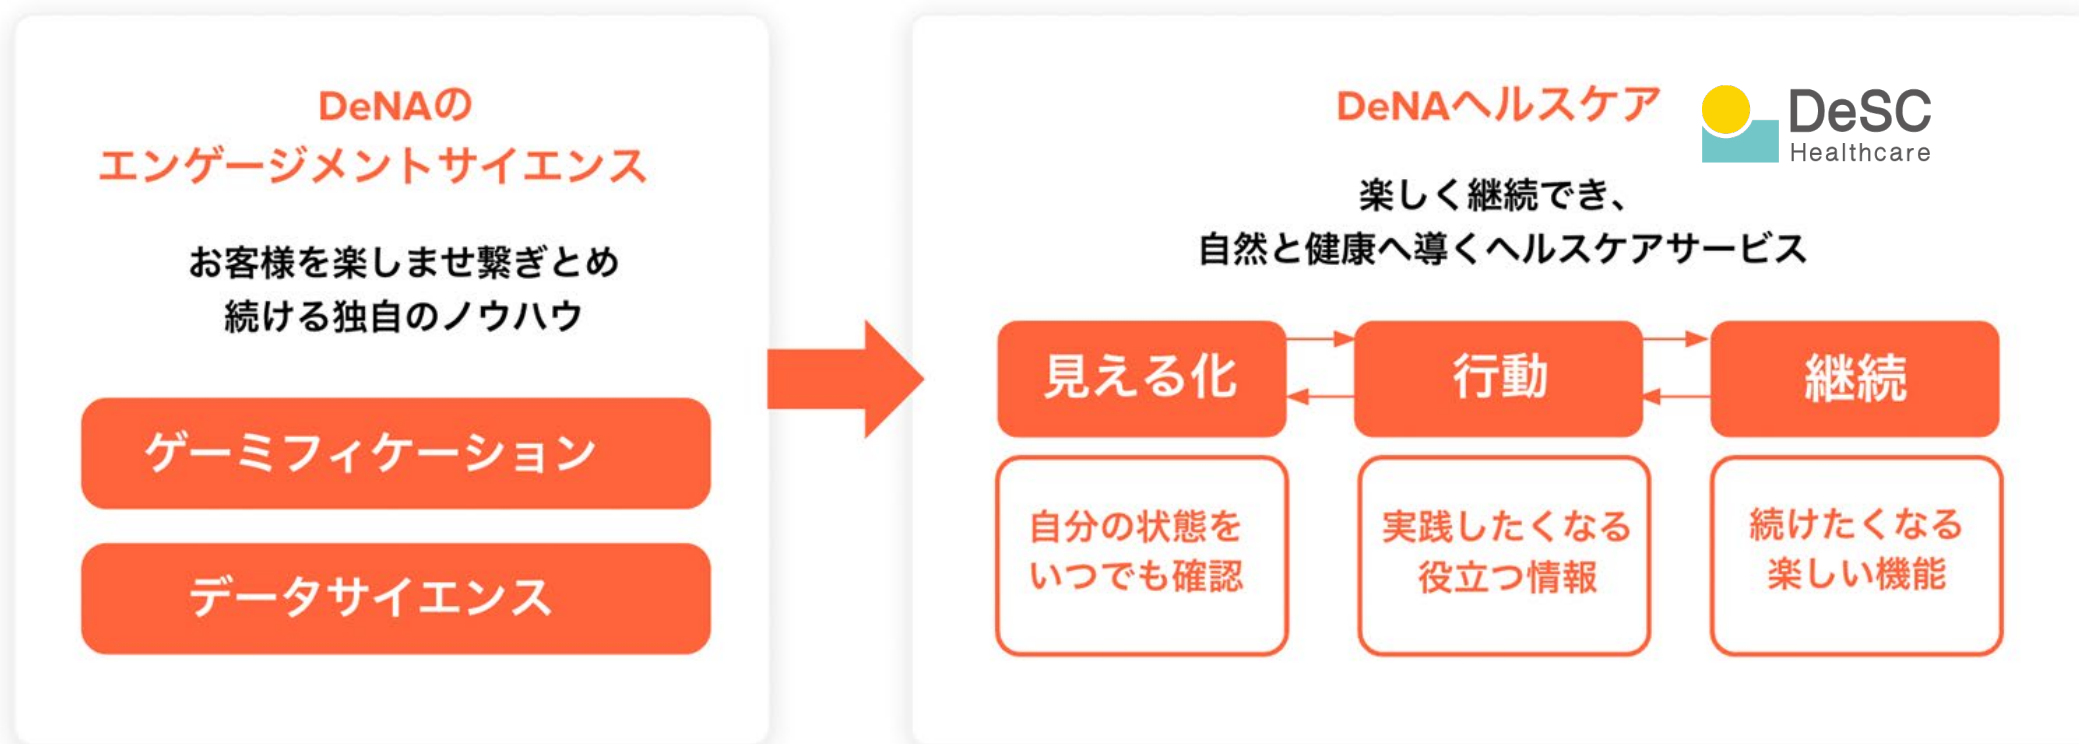 DeNAの
エンゲージメントサイエンス
お客様を楽しませ繋ぎとめ
続ける独自のノウハウ
ゲーミフィケーション
データサイエンス
DeNAヘルスケア
DeSC
Healthcare
楽しく継続でき、
自然と健康へ導くヘルスケアサービス
見える化
行動
継続
自分の状態を
いつでも確認
実践したくなる
役立つ情報
続けたくなる
楽しい機能